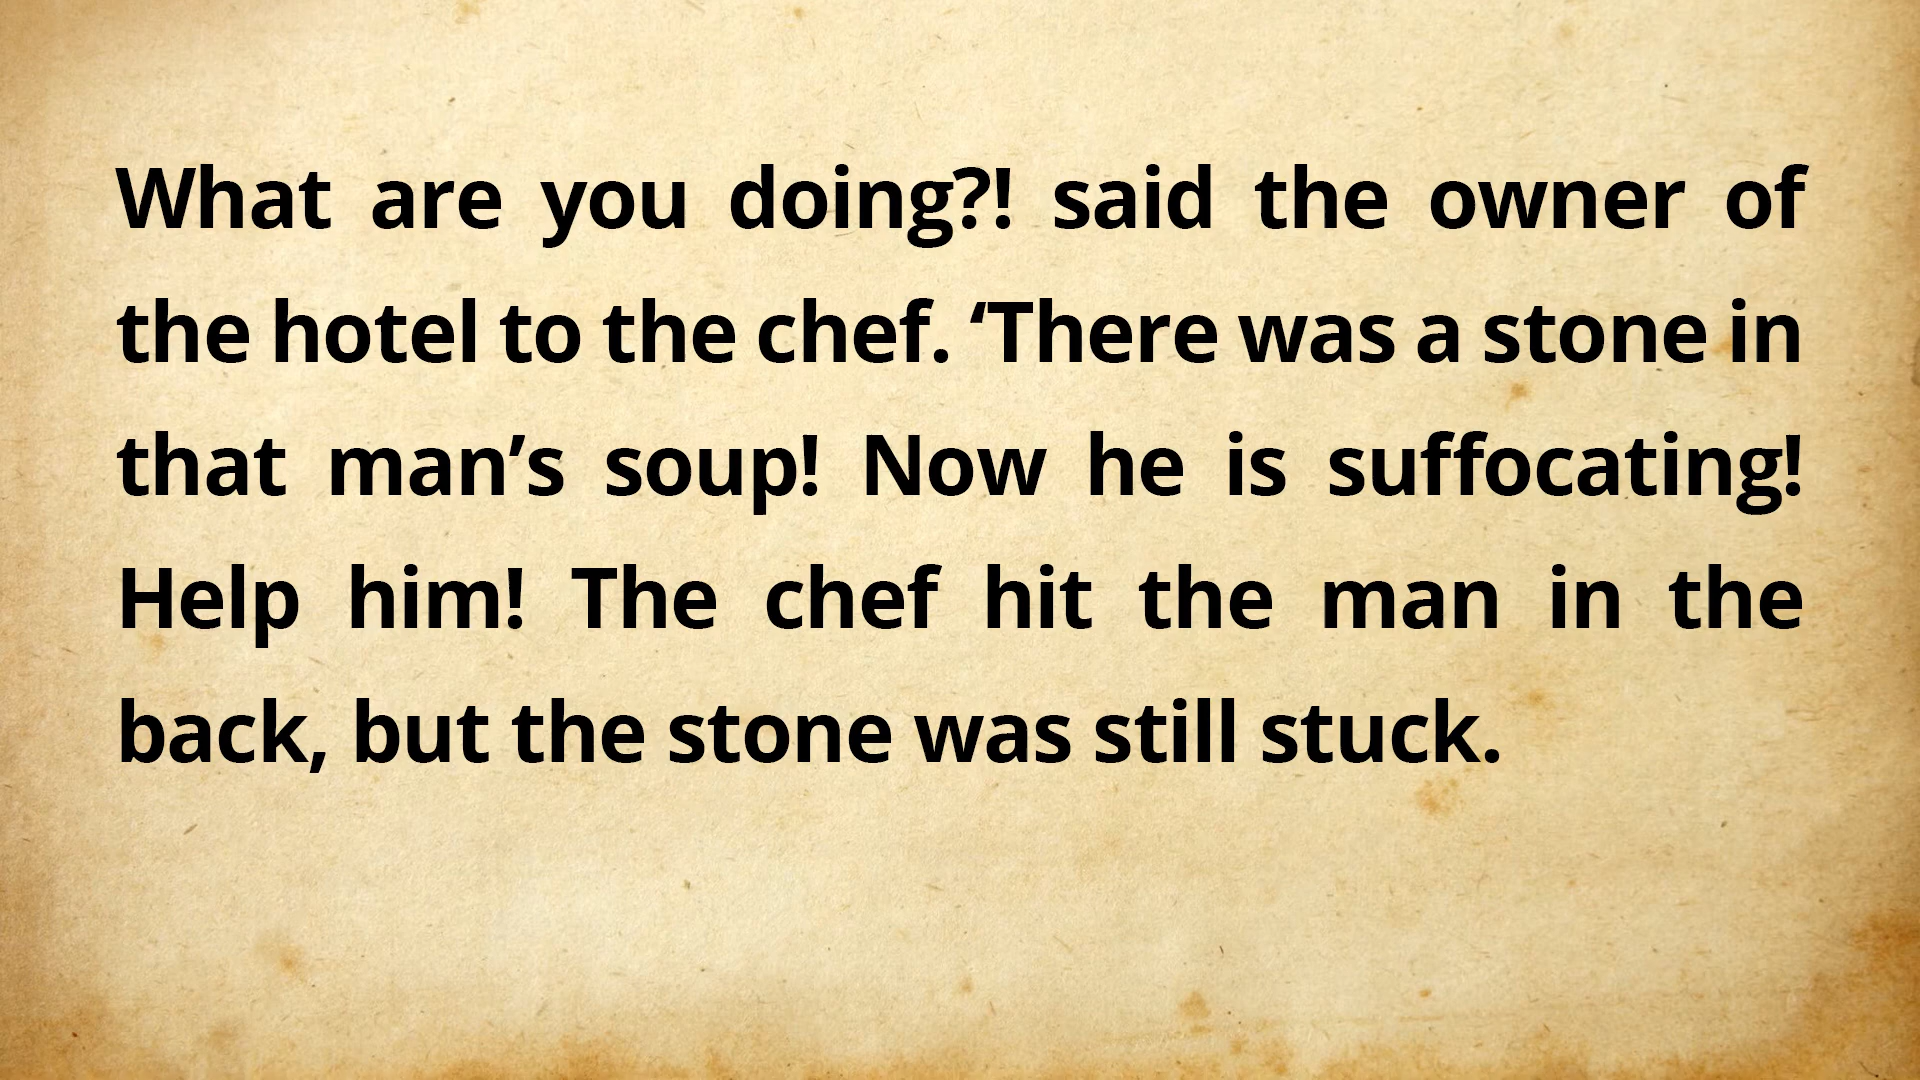 What are you doing?! said the owner of
the hotel to the chef. ‘There was a stone in
that man’s soup! Now he is suffocating!
Help him! The chef hit the man in the
back, but the stone was still stuck.